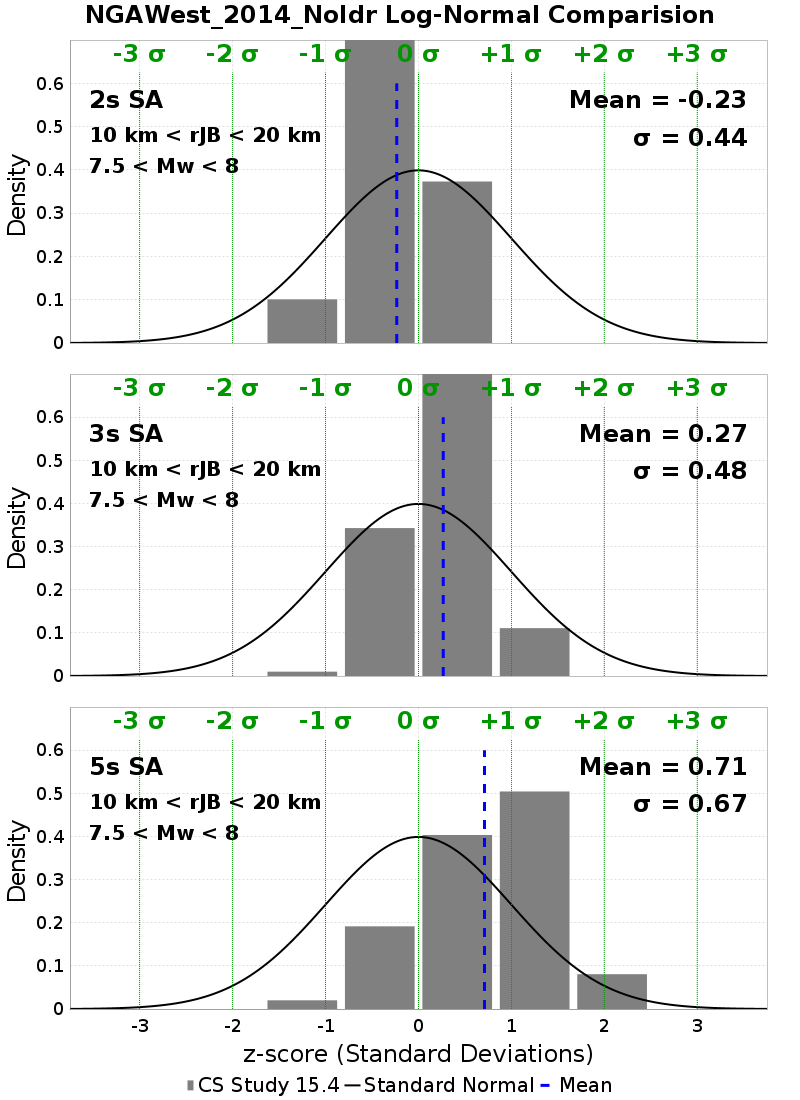 NGAWest_2014_NoIdr Log-Normal Comparision
-3 σ -2 σ -1 σ 0 σ +1 σ +2 σ +3 σ
2s SA
Mean = -0.23
10 km < rJB < 20 km
σ = 0.44
7.5 < Mw < 8
Density
0.6
0.5
0.4
0.3
0.2
0.1
0
-3 σ -2 σ -1 σ 0 σ +1 σ +2 σ +3 σ
3s SA
Mean = 0.27
10 km < rJB < 20 km
σ = 0.48
7.5 < Mw < 8
Density
0.6
0.5
0.4
0.3
0.2
0.1
0
-3 σ -2 σ -1 σ 0 σ +1 σ +2 σ +3 σ
5s SA
Mean = 0.71
10 km < rJB < 20 km
σ = 0.67
7.5 < Mw < 8
Density
0.6
0.5
0.4
0.3
0.2
0.1
0
-3 -2 -1 0 1 2 3
z-score (Standard Deviations)
CS Study 15.4 Standard Normal Mean